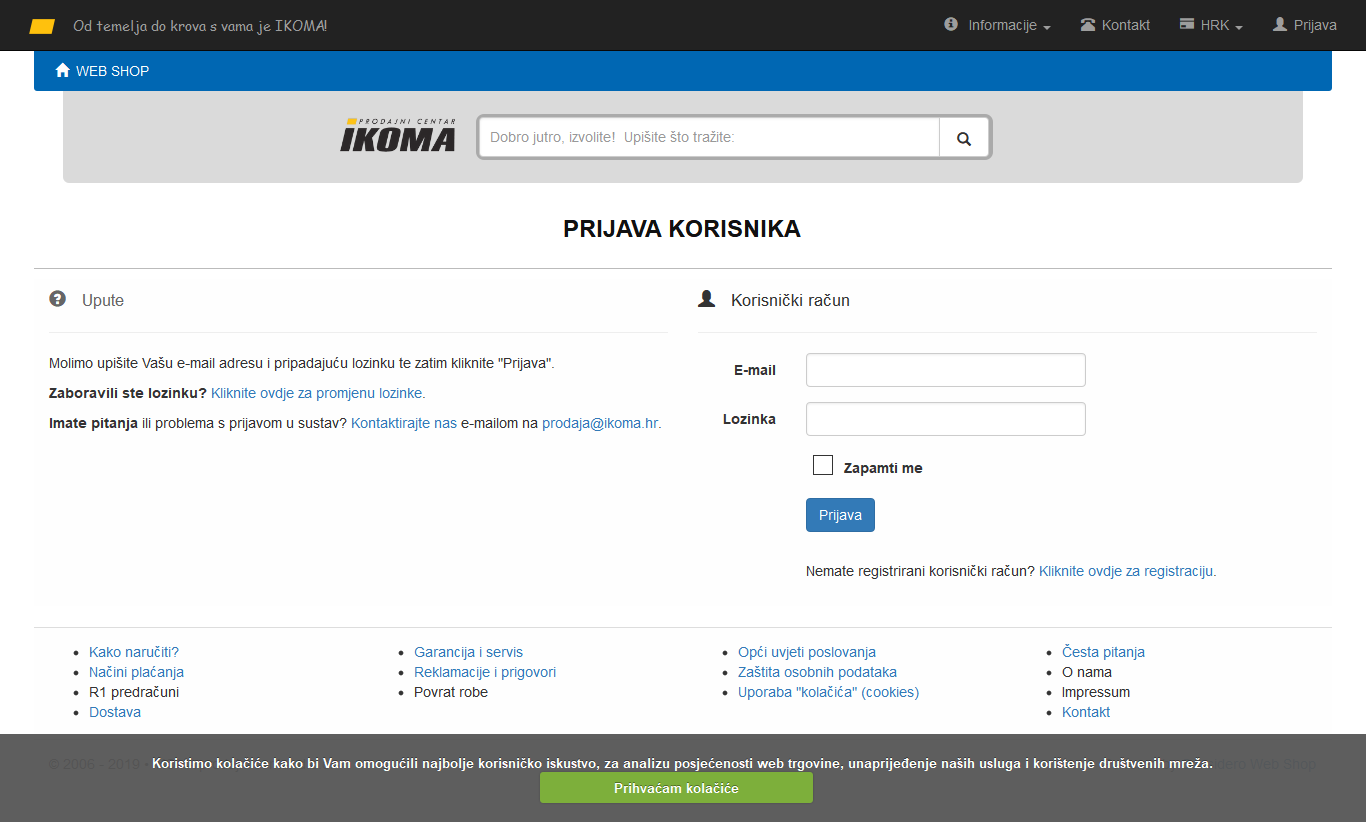 Od temelja do krova s vama je IKOMA!
Informacije
Kontakt
HRK
Prijava
WEB SHOP
PRODAJNI CENTAR
IKOMA
Dobro jutro, izvolite! Upišite što tražite:
PRIJAVA KORISNIKA
Upute
Molimo upišite Vašu e-mail adresu i pripadajuću lozinku te zatim kliknite "Prijava".
Zaboravili ste lozinku? Kliknite ovdje za promjenu lozinke.
Imate pitanja ili problema s prijavom u sustav? Kontaktirajte nas e-mailom na prodaja@ikoma.hr.
Korisnički račun
E-mail
Lozinka
Zapamti me
Prijava
Nemate registrirani korisnički račun? Kliknite ovdje za registraciju.
Kako naručiti?
Načini plaćanja
R1 predračuni
Dostava
Garancija i servis
Reklamacije i prigovori
Povrat robe
Opći uvjeti poslovanja
Zaštita osobnih podataka
Uporaba "kolačića" (cookies)
Česta pitanja
O nama
Impressum
Kontakt
© 2006 - 2019
Web Shop
Koristimo kolačiće kako bi Vam omogućili najbolje korisničko iskustvo, za analizu posjećenosti web trgovine, unaprijeđenje naših usluga i korištenje društvenih mreža.
Prihvaćam kolačiće